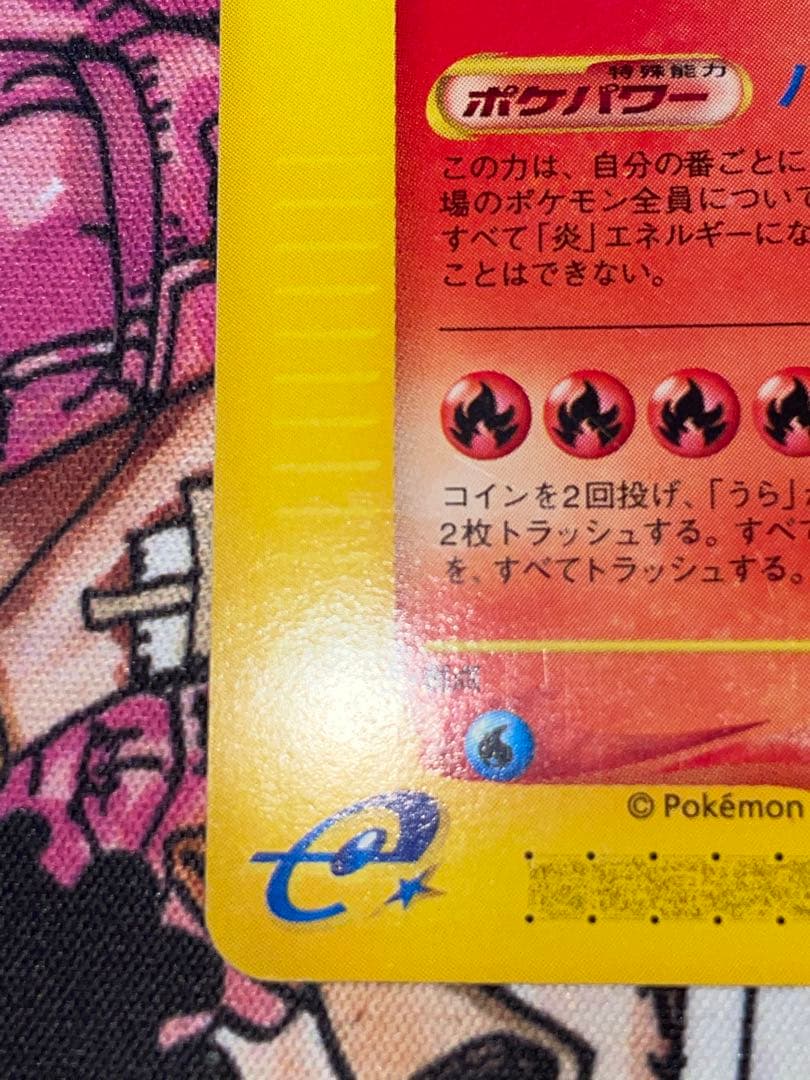 特殊能力
ポケパワー
この力は、自分の番ごとに
場のポケモン全員について
すべて「炎」エネルギーにな
ことはできない。
コインを2回投げ、「うら」
2枚トラッシュする。すべて
を、すべてトラッシュする。
弱点
© Pokémon
e